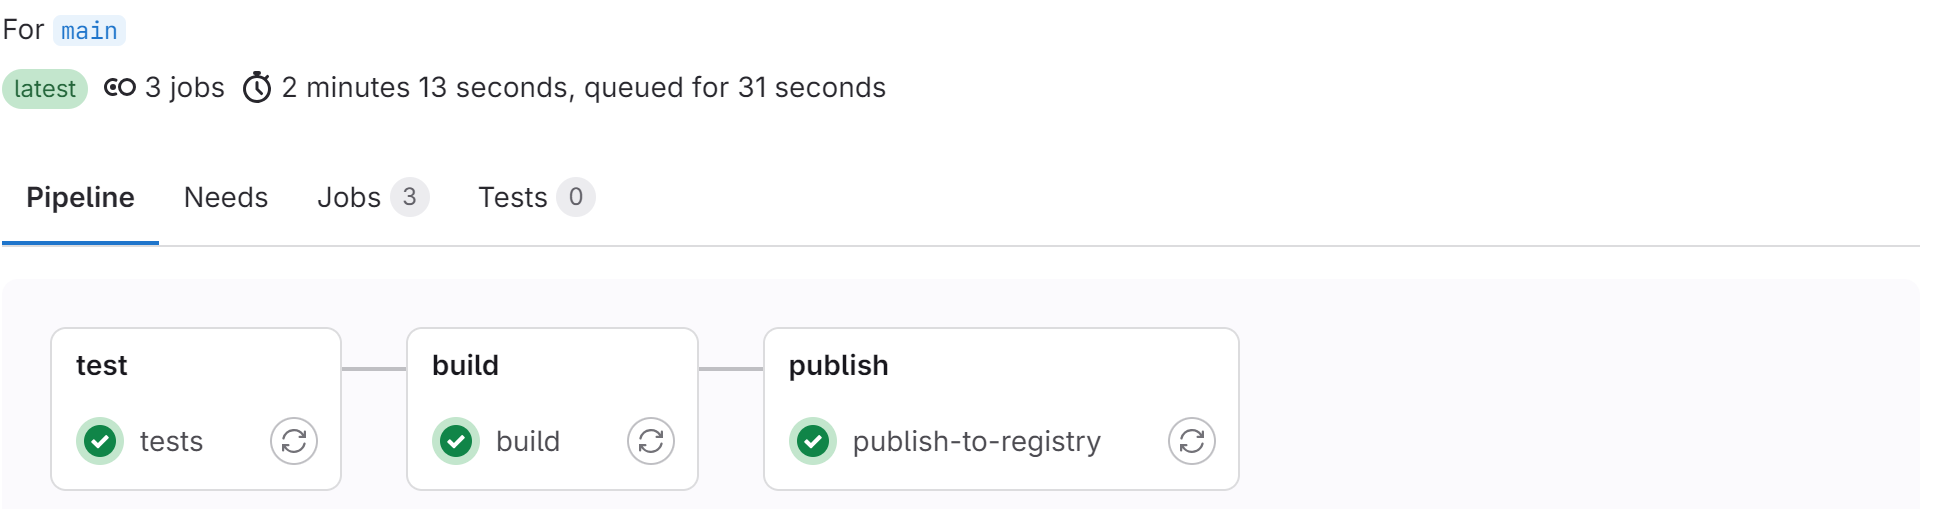 For main
latest 3 jobs 2 minutes 13 seconds, queued for 31 seconds
Pipeline Needs Jobs 3 Tests 0
test build publish
tests build publish-to-registry